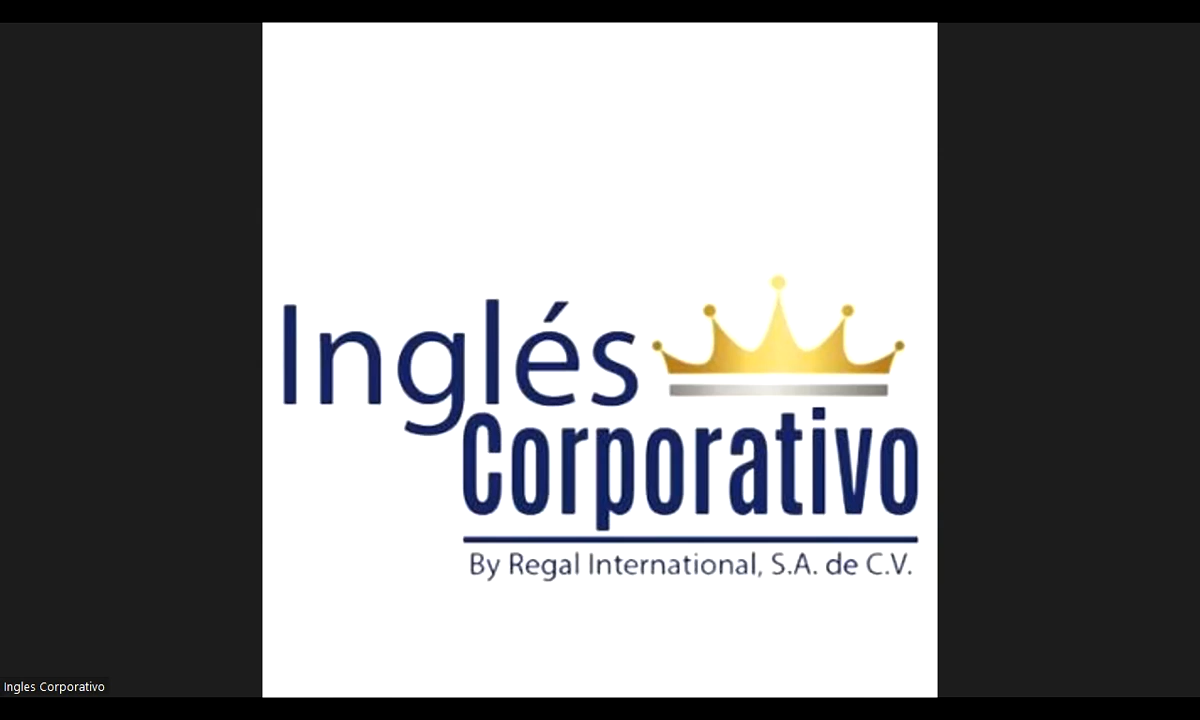 Inglés
Corporativo
By Regal International, S.A. de C.V.
Ingles Corporativo